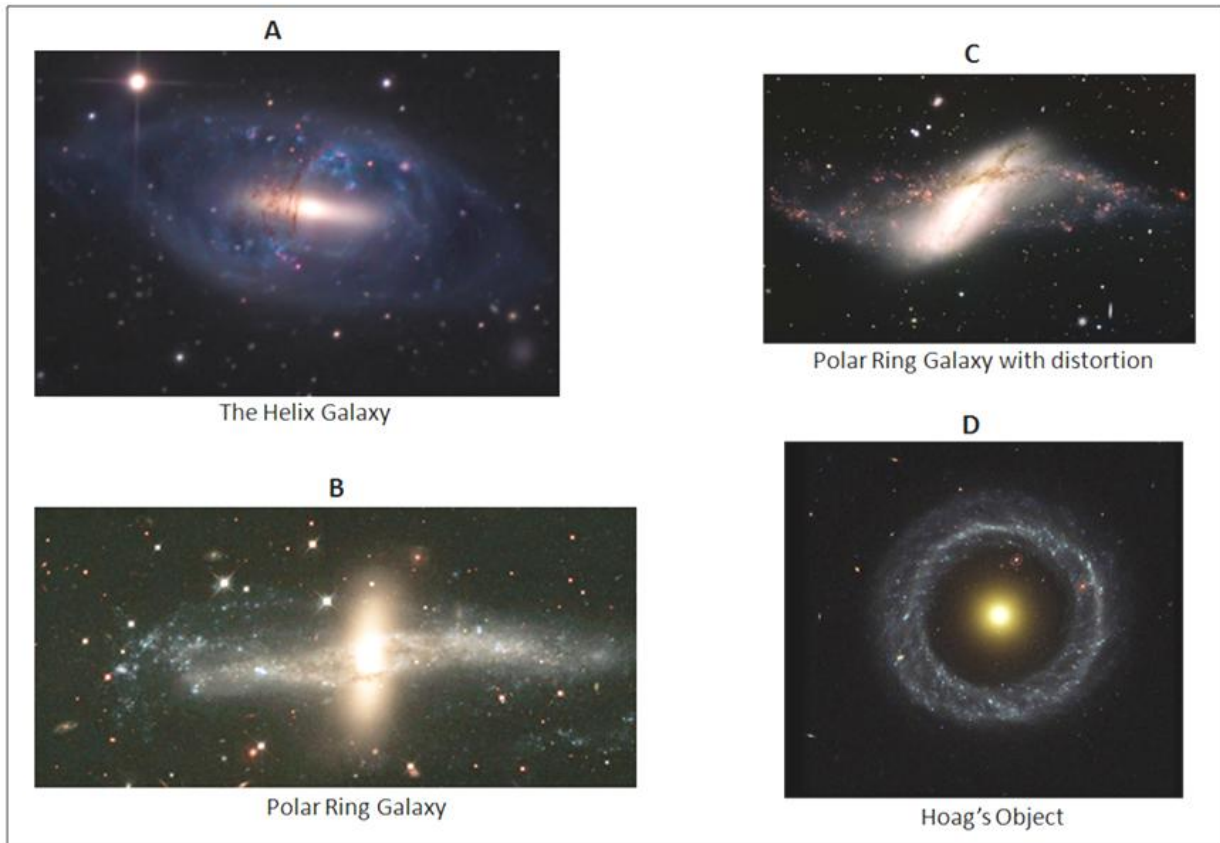 A
The Helix Galaxy
B
Polar Ring Galaxy
C
Polar Ring Galaxy with distortion
D
Hoag's Object